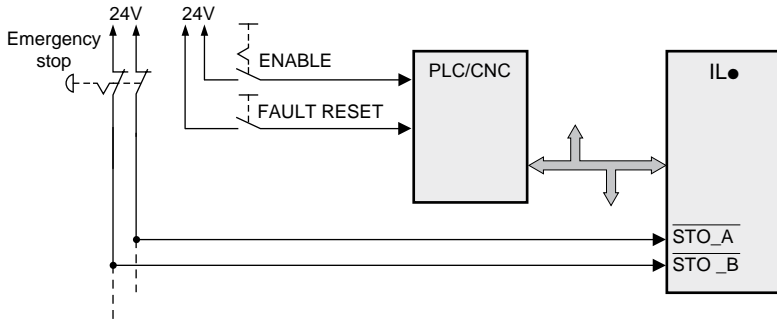 24V
24V
Emergency
stop
ENABLE
FAULT RESET
PLC/CNC
IL●
STO_A
STO _B